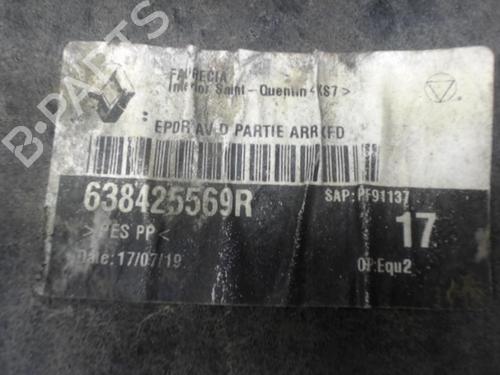 B-PARTS
FAURECIA
Interior Saint-Quentin <KS7>
EPDR AV D PARTIE ARR(FD
638425569R
SAP: PF91137
> PES PP <
17
Date: 17/07/19
OP:Equ2